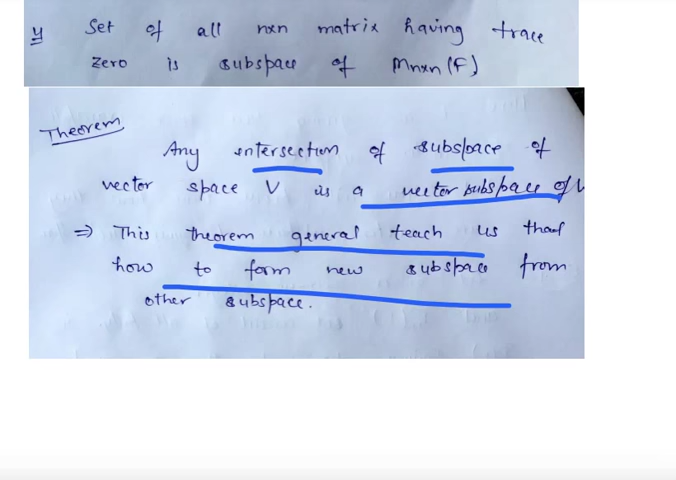 4 Set of all nxn matrix having trace
zero is subspace of Mnxn(F)
Theorem
Any intersection of subspace of
vector space V is a vector subspace of V
⇒ This theorem general teach us that
how to form new subspace from
other subspace.